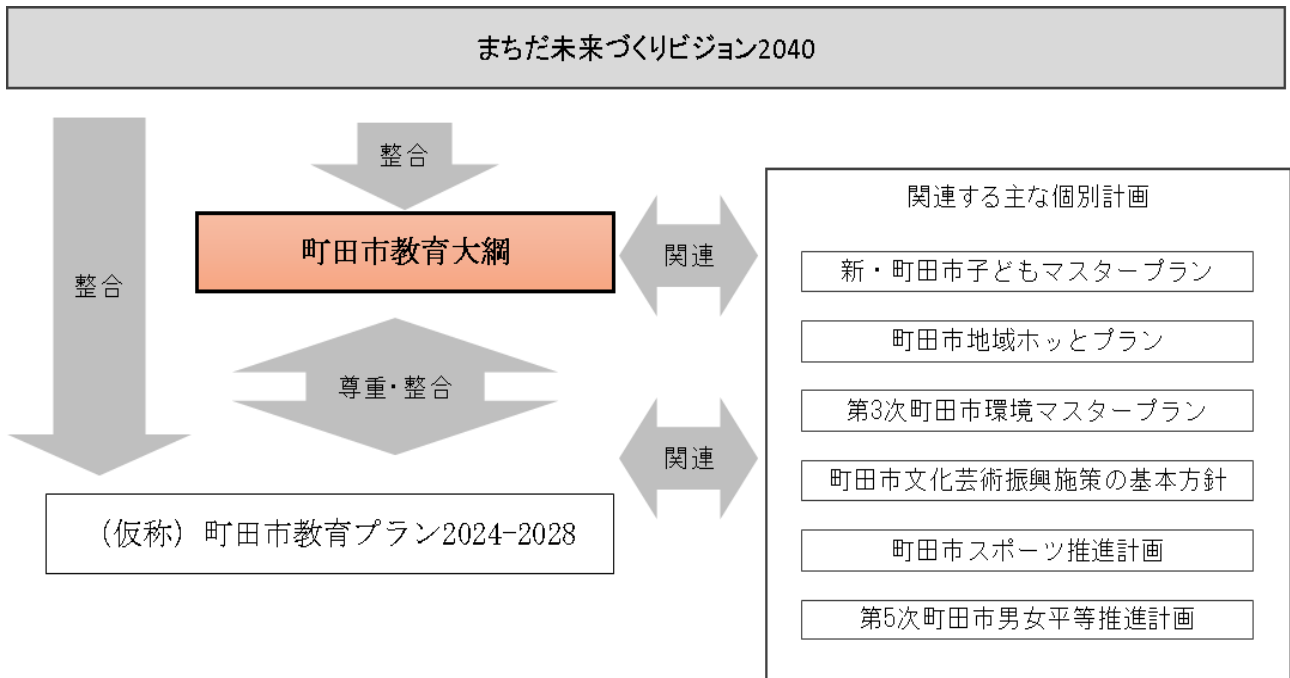 まちだ未来づくりビジョン2040
整合
整合
町田市教育大綱
関連
尊重・整合
関連
（仮称）町田市教育プラン2024-2028
関連する主な個別計画
新・町田市子どもマスタープラン
町田市地域ホッとプラン
第3次町田市環境マスタープラン
町田市文化芸術振興施策の基本方針
町田市スポーツ推進計画
第5次町田市男女平等推進計画